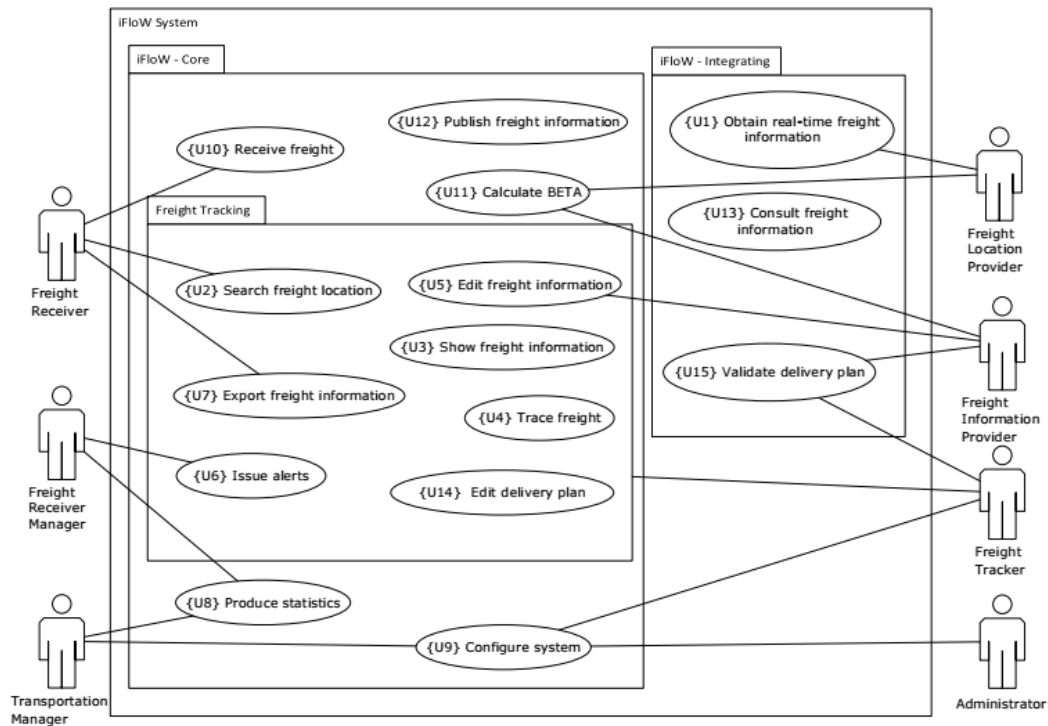 iFloW System
iFloW - Core
iFloW - Integrating
{U12} Publish freight information
{U1} Obtain real-time freight
information
{U10} Receive freight
{U11} Calculate BETA
Freight Tracking
{U13} Consult freight
information
Freight
Location
Provider
Freight
Receiver
{U2} Search freight location
{U5} Edit freight information
{U3} Show freight information
{U15} Validate delivery plan
{U7} Export freight information
{U4} Trace freight
Freight
Information
Provider
{U6} Issue alerts
{U14} Edit delivery plan
Freight
Receiver
Manager
Freight
Tracker
{U8} Produce statistics
{U9} Configure system
Transportation
Manager
Administrator